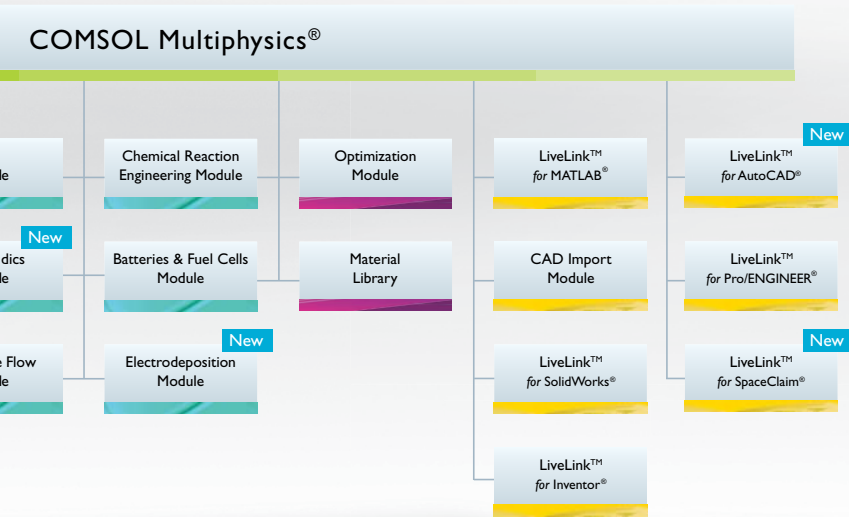 COMSOL Multiphysics®
New
Chemical Reaction
Engineering Module
Optimization
Module
LiveLink™
for MATLAB®
LiveLink™
for AutoCAD®
New
Batteries & Fuel Cells
Module
Material
Library
CAD Import
Module
LiveLink™
for Pro/ENGINEER®
New
New
Flow
Electrodeposition
Module
LiveLink™
for SolidWorks®
LiveLink™
for SpaceClaim®
LiveLink™
for Inventor®